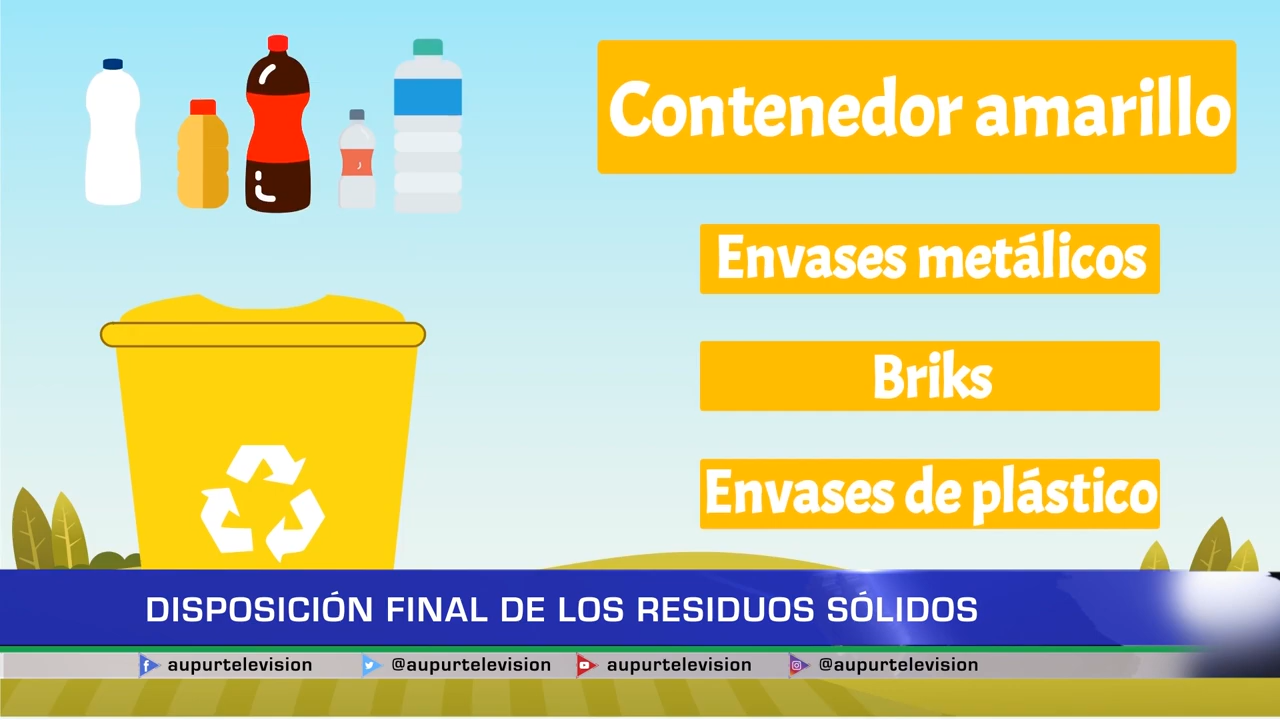 Contenedor amarillo
Envases metálicos
Briks
Envases de plástico
DISPOSICIÓN FINAL DE LOS RESIDUOS SÓLIDOS
aupurtelevision @aupurtelevision aupurtelevision @aupurtelevision